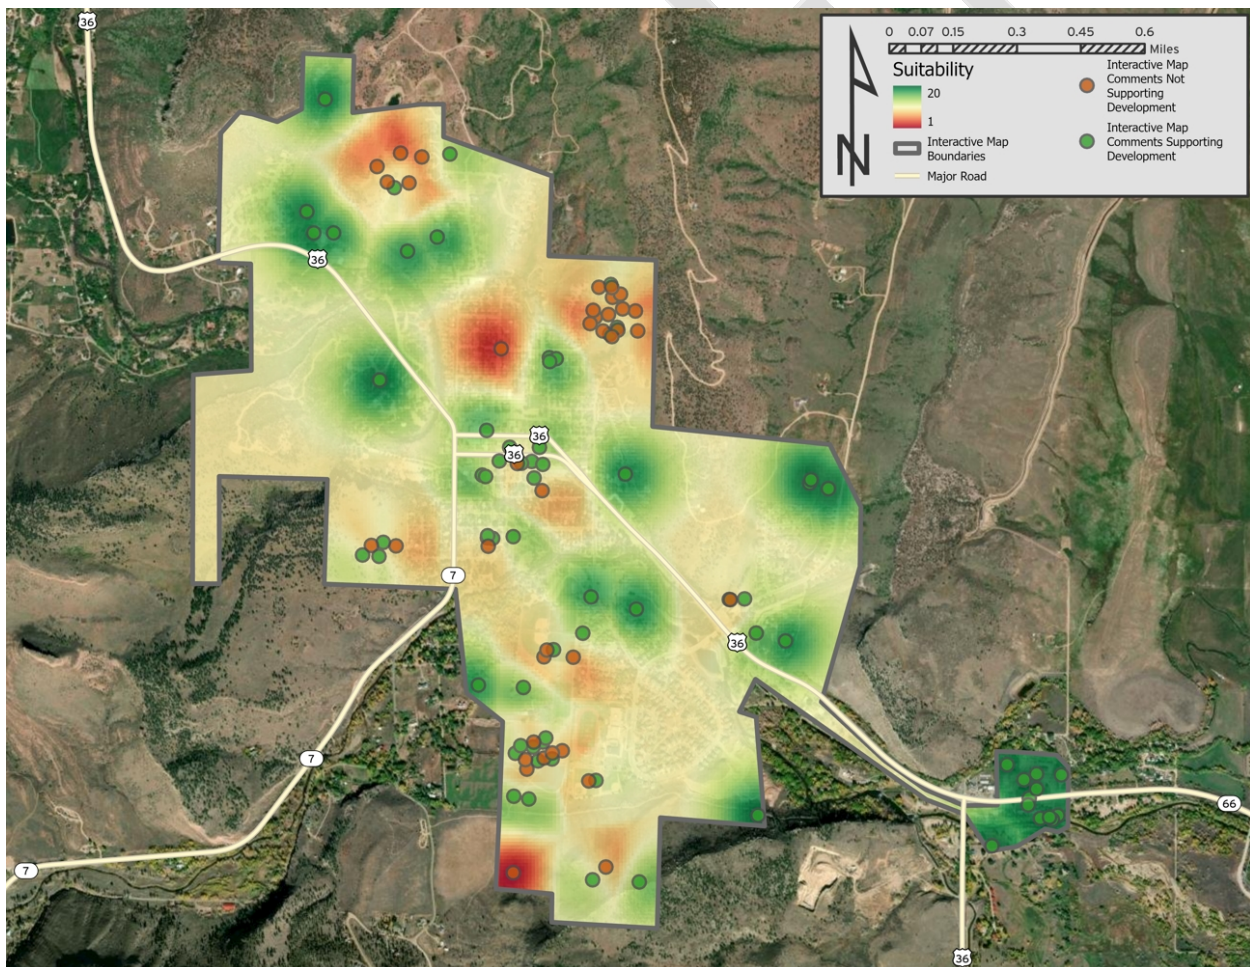 36
0 0.07 0.15 0.3 0.45 0.6
Miles
Suitability
20
1
Interactive Map
Boundaries
Major Road
Interactive Map
Comments Not
Supporting
Development
Interactive Map
Comments Supporting
Development
N
36
36
36
7
36
7
7
66
36